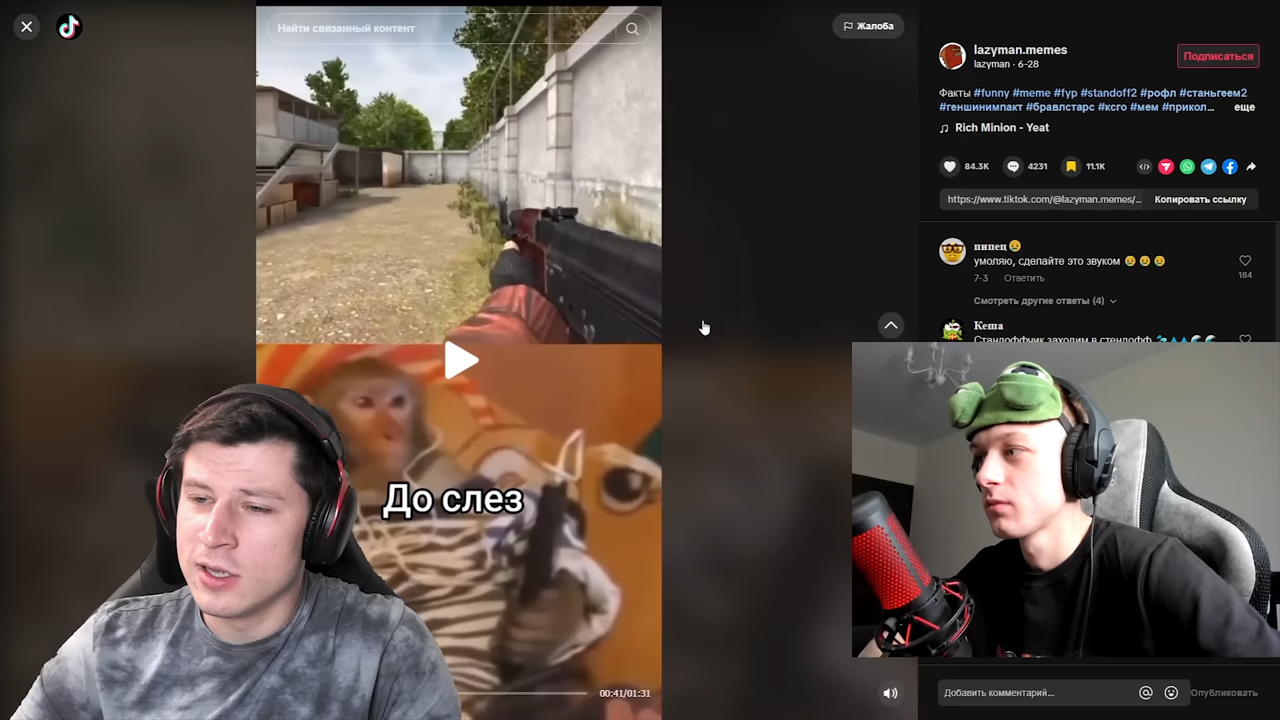 Найти связанный контент
Жалоба
lazyman.memes
lazyman · 6-28
Подписаться
Факты #funny #meme #fyp #standoff2 #рофл #станьгеем2
#геншинимпакт #бравлстарс #ксго #мем #прикол... еще
Rich Minion - Yeat
84.3K
4231
11.1K
https://www.tiktok.com/@lazyman.memes/...
Копировать ссылку
пипец😢
умоляю, сделайте это звуком 😢 😢 😢
7-3 Ответить
184
Смотреть другие ответы (4)
Кеша
Стандоффчик заходим в стендофф
До слез
00:41/01:31
Добавить комментарий...
Опубликовать